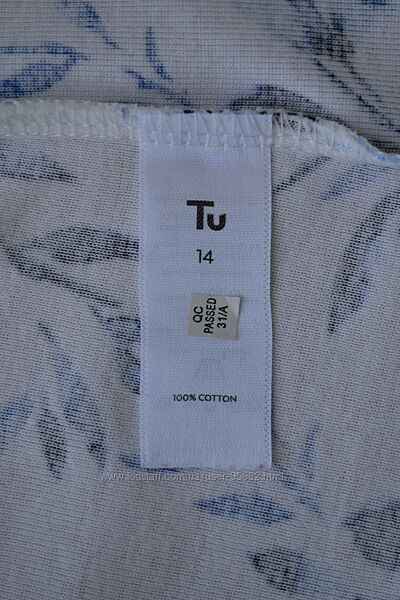 Tu
14
QC
PASSED
31/A
100% COTTON